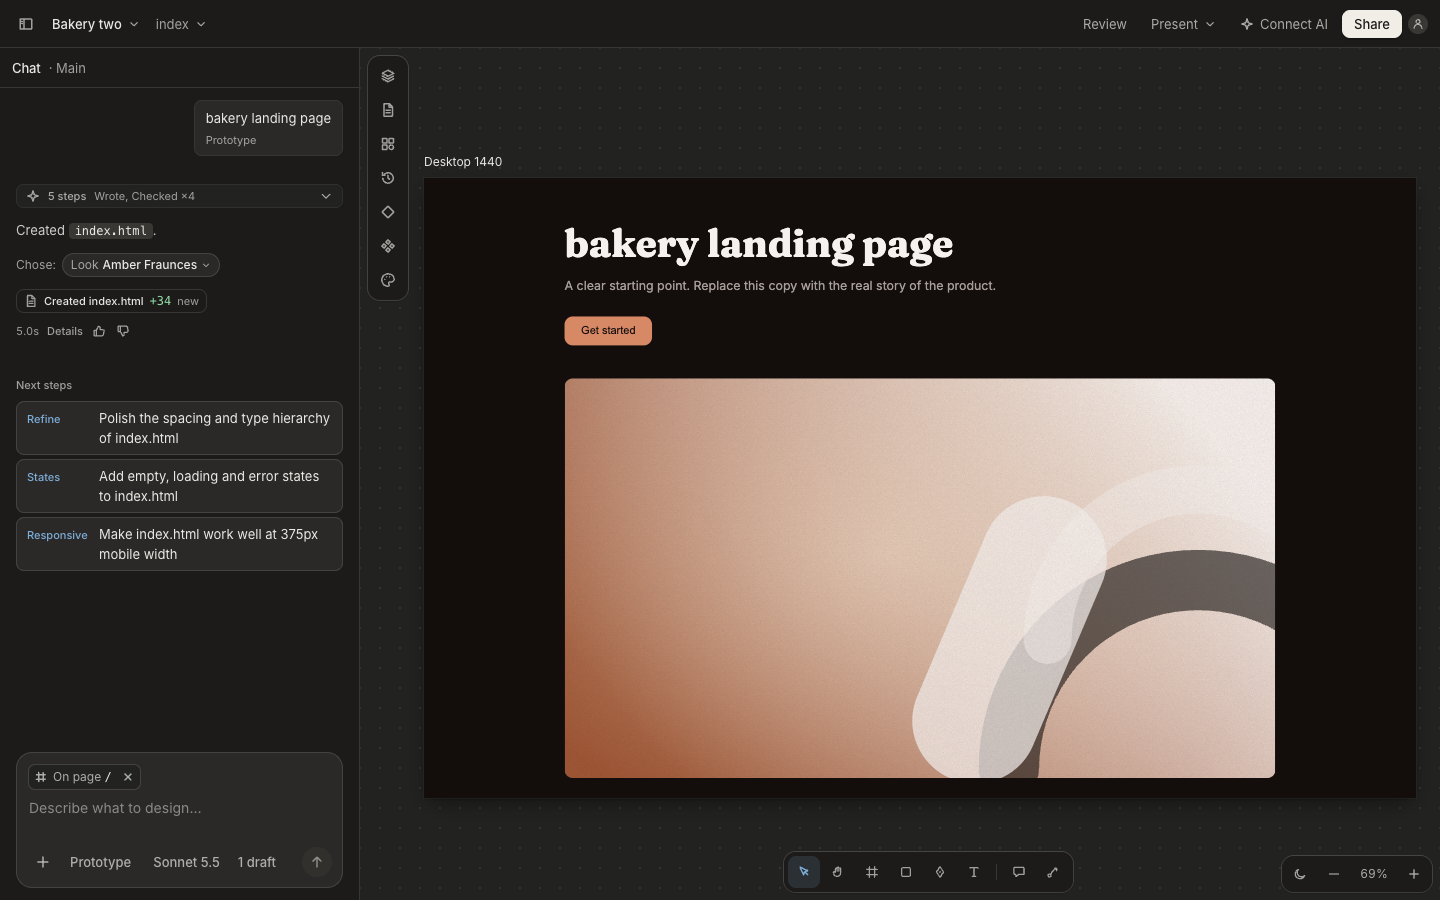 Bakery two
index
Review
Present
Connect AI
Share
Chat · Main
bakery landing page
Prototype
5 steps Wrote, Checked ×4
Created index.html.
Chose: Look Amber Fraunces
Created index.html +34 new
5.0s Details
Next steps
Refine
Polish the spacing and type hierarchy
of index.html
States
Add empty, loading and error states
to index.html
Responsive
Make index.html work well at 375px
mobile width
On page /
Describe what to design...
Prototype
Sonnet 5.5
1 draft
Desktop 1440
bakery landing page
A clear starting point. Replace this copy with the real story of the product.
Get started
69%